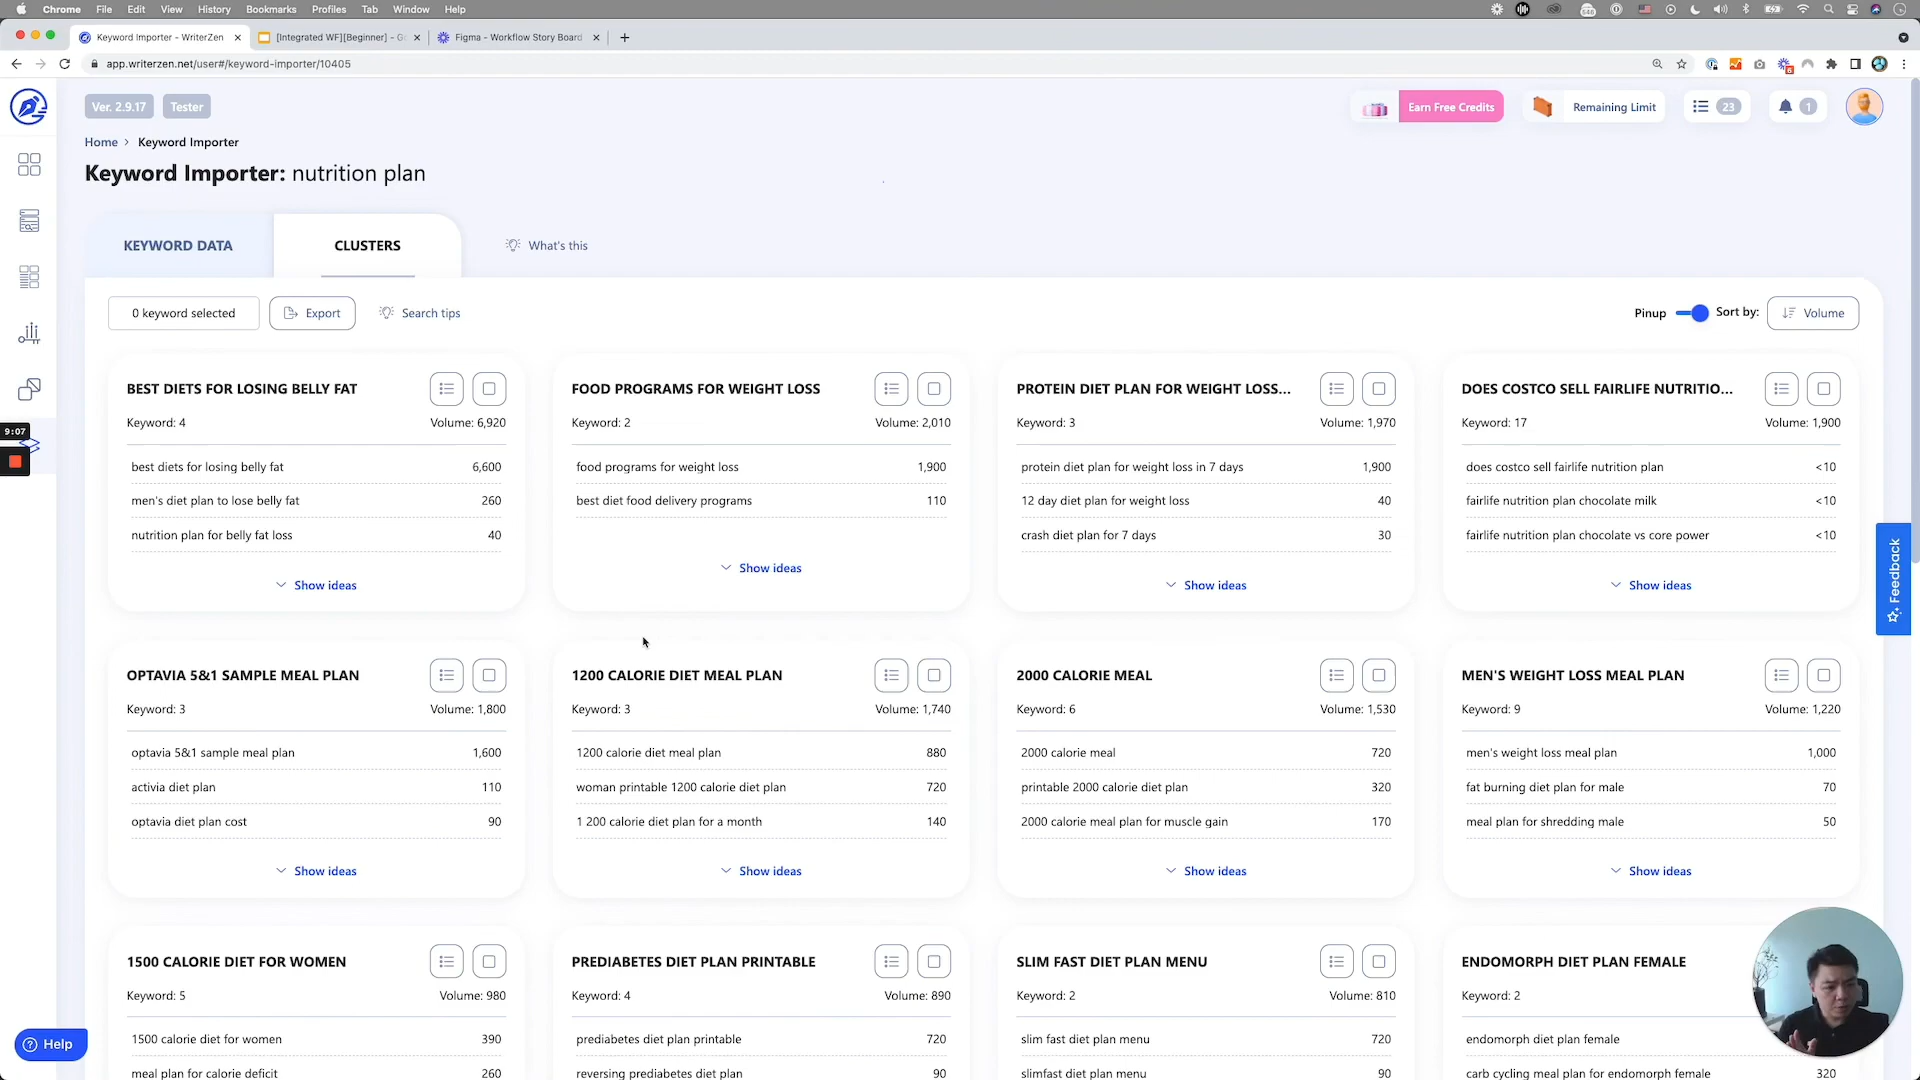 Chrome File Edit View History Bookmarks Profiles Tab Window Help
Keyword Importer - WriterZen
[Integrated WF][Beginner] - G
Figma - Workflow Story Board
app.writerzen.net/user#/keyword-importer/10405
Ver. 2.9.17 Tester
Earn Free Credits
Remaining Limit
23
1
Home > Keyword Importer
Keyword Importer: nutrition plan
KEYWORD DATA
CLUSTERS
What's this
0 keyword selected
Export
Search tips
Pinup
Sort by:
Volume
BEST DIETS FOR LOSING BELLY FAT
Keyword: 4 Volume: 6,920
best diets for losing belly fat 6,600
men's diet plan to lose belly fat 260
nutrition plan for belly fat loss 40
Show ideas
FOOD PROGRAMS FOR WEIGHT LOSS
Keyword: 2 Volume: 2,010
food programs for weight loss 1,900
best diet food delivery programs 110
Show ideas
PROTEIN DIET PLAN FOR WEIGHT LOSS...
Keyword: 3 Volume: 1,970
protein diet plan for weight loss in 7 days 1,900
12 day diet plan for weight loss 40
crash diet plan for 7 days 30
Show ideas
DOES COSTCO SELL FAIRLIFE NUTRITIO...
Keyword: 17 Volume: 1,900
does costco sell fairlife nutrition plan <10
fairlife nutrition plan chocolate milk <10
fairlife nutrition plan chocolate vs core power <10
Show ideas
9:07
Feedback
OPTAVIA 5&1 SAMPLE MEAL PLAN
Keyword: 3 Volume: 1,800
optavia 5&1 sample meal plan 1,600
activia diet plan 110
optavia diet plan cost 90
Show ideas
1200 CALORIE DIET MEAL PLAN
Keyword: 3 Volume: 1,740
1200 calorie diet meal plan 880
woman printable 1200 calorie diet plan 720
1 200 calorie diet plan for a month 140
Show ideas
2000 CALORIE MEAL
Keyword: 6 Volume: 1,530
2000 calorie meal 720
printable 2000 calorie diet plan 320
2000 calorie meal plan for muscle gain 170
Show ideas
MEN'S WEIGHT LOSS MEAL PLAN
Keyword: 9 Volume: 1,220
men's weight loss meal plan 1,000
fat burning diet plan for male 70
meal plan for shredding male 50
Show ideas
1500 CALORIE DIET FOR WOMEN
Keyword: 5 Volume: 980
1500 calorie diet for women 390
meal plan for calorie deficit 260
PREDIABETES DIET PLAN PRINTABLE
Keyword: 4 Volume: 890
prediabetes diet plan printable 720
reversing prediabetes diet plan 90
SLIM FAST DIET PLAN MENU
Keyword: 2 Volume: 810
slim fast diet plan menu 720
slimfast diet plan menu 90
ENDOMORPH DIET PLAN FEMALE
Keyword: 2
endomorph diet plan female
carb cycling meal plan for endomorph female 320
Help